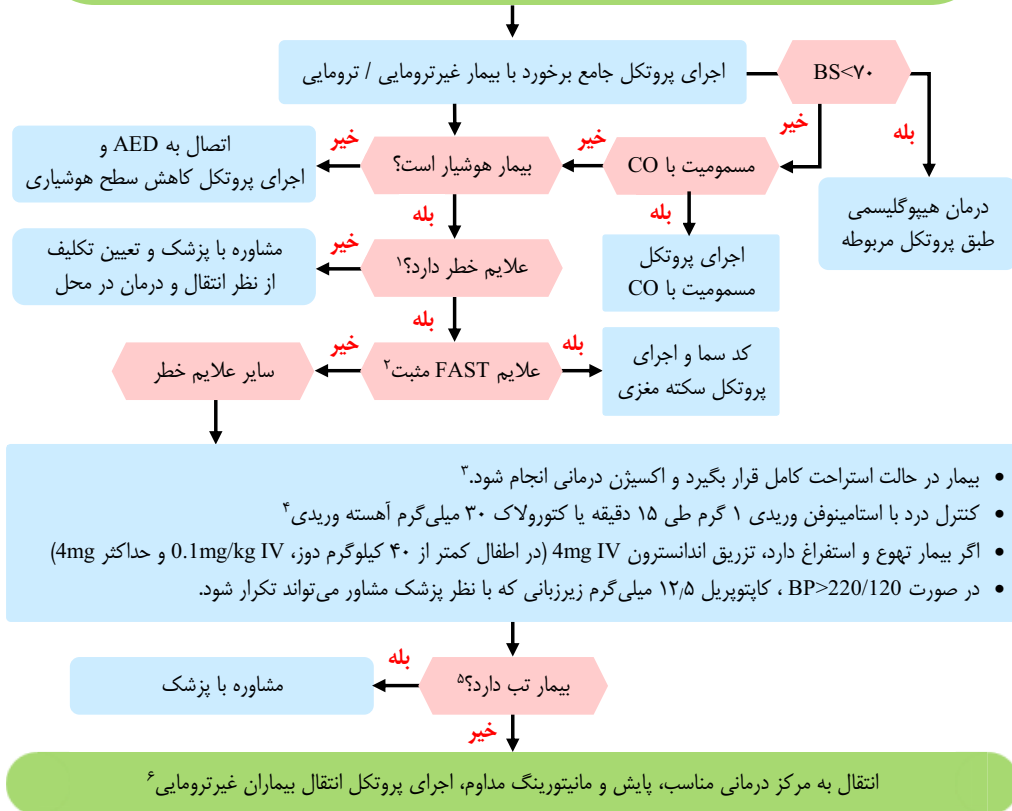 اجرای پروتکل جامع برخورد با بیمار غیرترومایی / ترومایی
BS<۷۰
خیر
بله
مسمومیت با CO
خیر
بیمار هوشیار است؟
خیر
اتصال به AED و
اجرای پروتکل کاهش سطح هوشیاری
درمان هیپوگلیسمی
طبق پروتکل مربوطه
بله
بله
اجرای پروتکل
مسمومیت با CO
علایم خطر دارد؟۱
خیر
مشاوره با پزشک و تعیین تکلیف
از نظر انتقال و درمان در محل
بله
علایم FAST مثبت۲
بله
کد سما و اجرای
پروتکل سکته مغزی
خیر
سایر علایم خطر
• بیمار در حالت استراحت کامل قرار بگیرد و اکسیژن درمانی انجام شود.۳
• کنترل درد با استامینوفن وریدی ۱ گرم طی ۱۵ دقیقه یا کتورولاک ۳۰ میلی‌گرم آهسته وریدی۴
• اگر بیمار تهوع و استفراغ دارد، تزریق اندانسترون 4mg IV (در اطفال کمتر از ۴۰ کیلوگرم دوز، 0.1mg/kg IV و حداکثر 4mg)
• در صورت BP>220/120 ، کاپتوپریل ۱۲٫۵ میلی‌گرم زیرزبانی که با نظر پزشک مشاور می‌تواند تکرار شود.
بیمار تب دارد؟۵
بله
مشاوره با پزشک
خیر
انتقال به مرکز درمانی مناسب، پایش و مانیتورینگ مداوم، اجرای پروتکل انتقال بیماران غیرترومایی۶